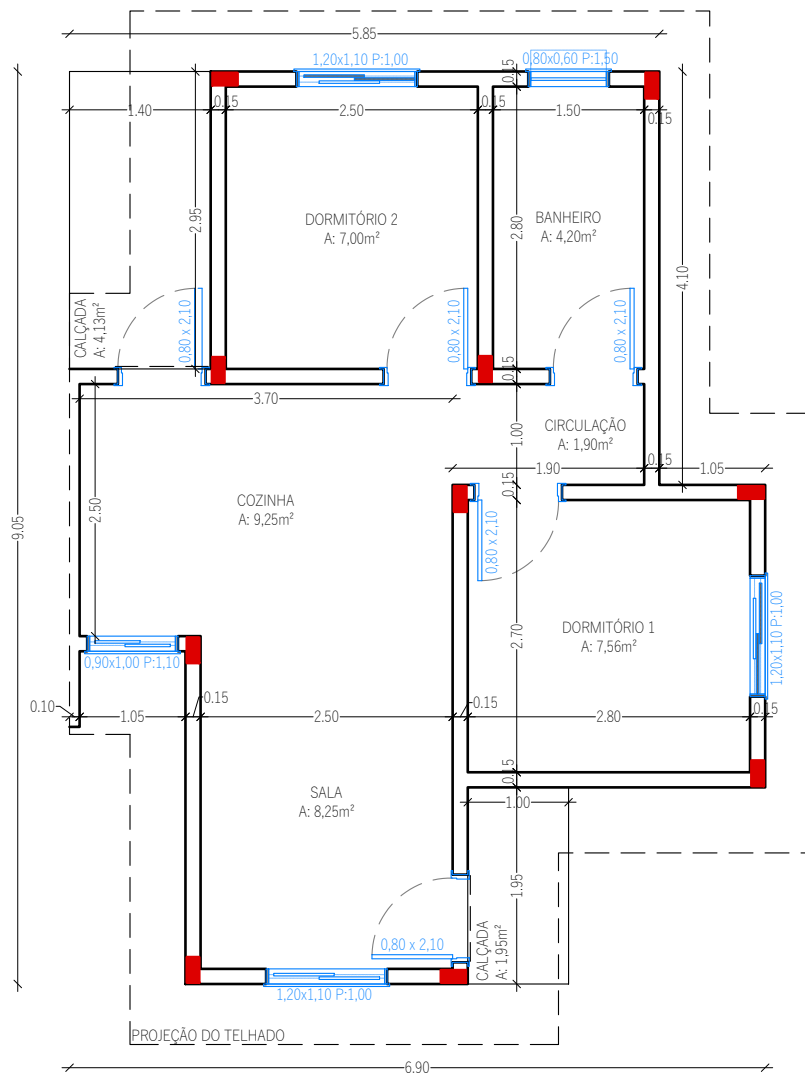 5.85
1,20x1,10 P:1,00
0,80x0,60 P:1,50
0.15
1.40
0.15
2.50
0.15
1.50
0.15
2.95
DORMITÓRIO 2
A: 7,00m²
BANHEIRO
A: 4,20m²
2.80
4.10
CALÇADA
A: 4,13m²
0,80 x 2,10
0,80 x 2,10
0,80 x 2,10
0.15
3.70
1.00
CIRCULAÇÃO
A: 1,90m²
1.90
0.15
1.05
0.15
9.05
2.50
COZINHA
A: 9,25m²
0,80 x 2,10
DORMITÓRIO 1
A: 7,56m²
2.70
1,20x1,10 P:1,00
0,90x1,00 P:1,10
0.10
1.05
0.15
2.50
0.15
2.80
0.15
0.15
SALA
A: 8,25m²
1.00
1.95
0,80 x 2,10
CALÇADA
A: 1,95m²
1,20x1,10 P:1,00
PROJEÇÃO DO TELHADO
6.90